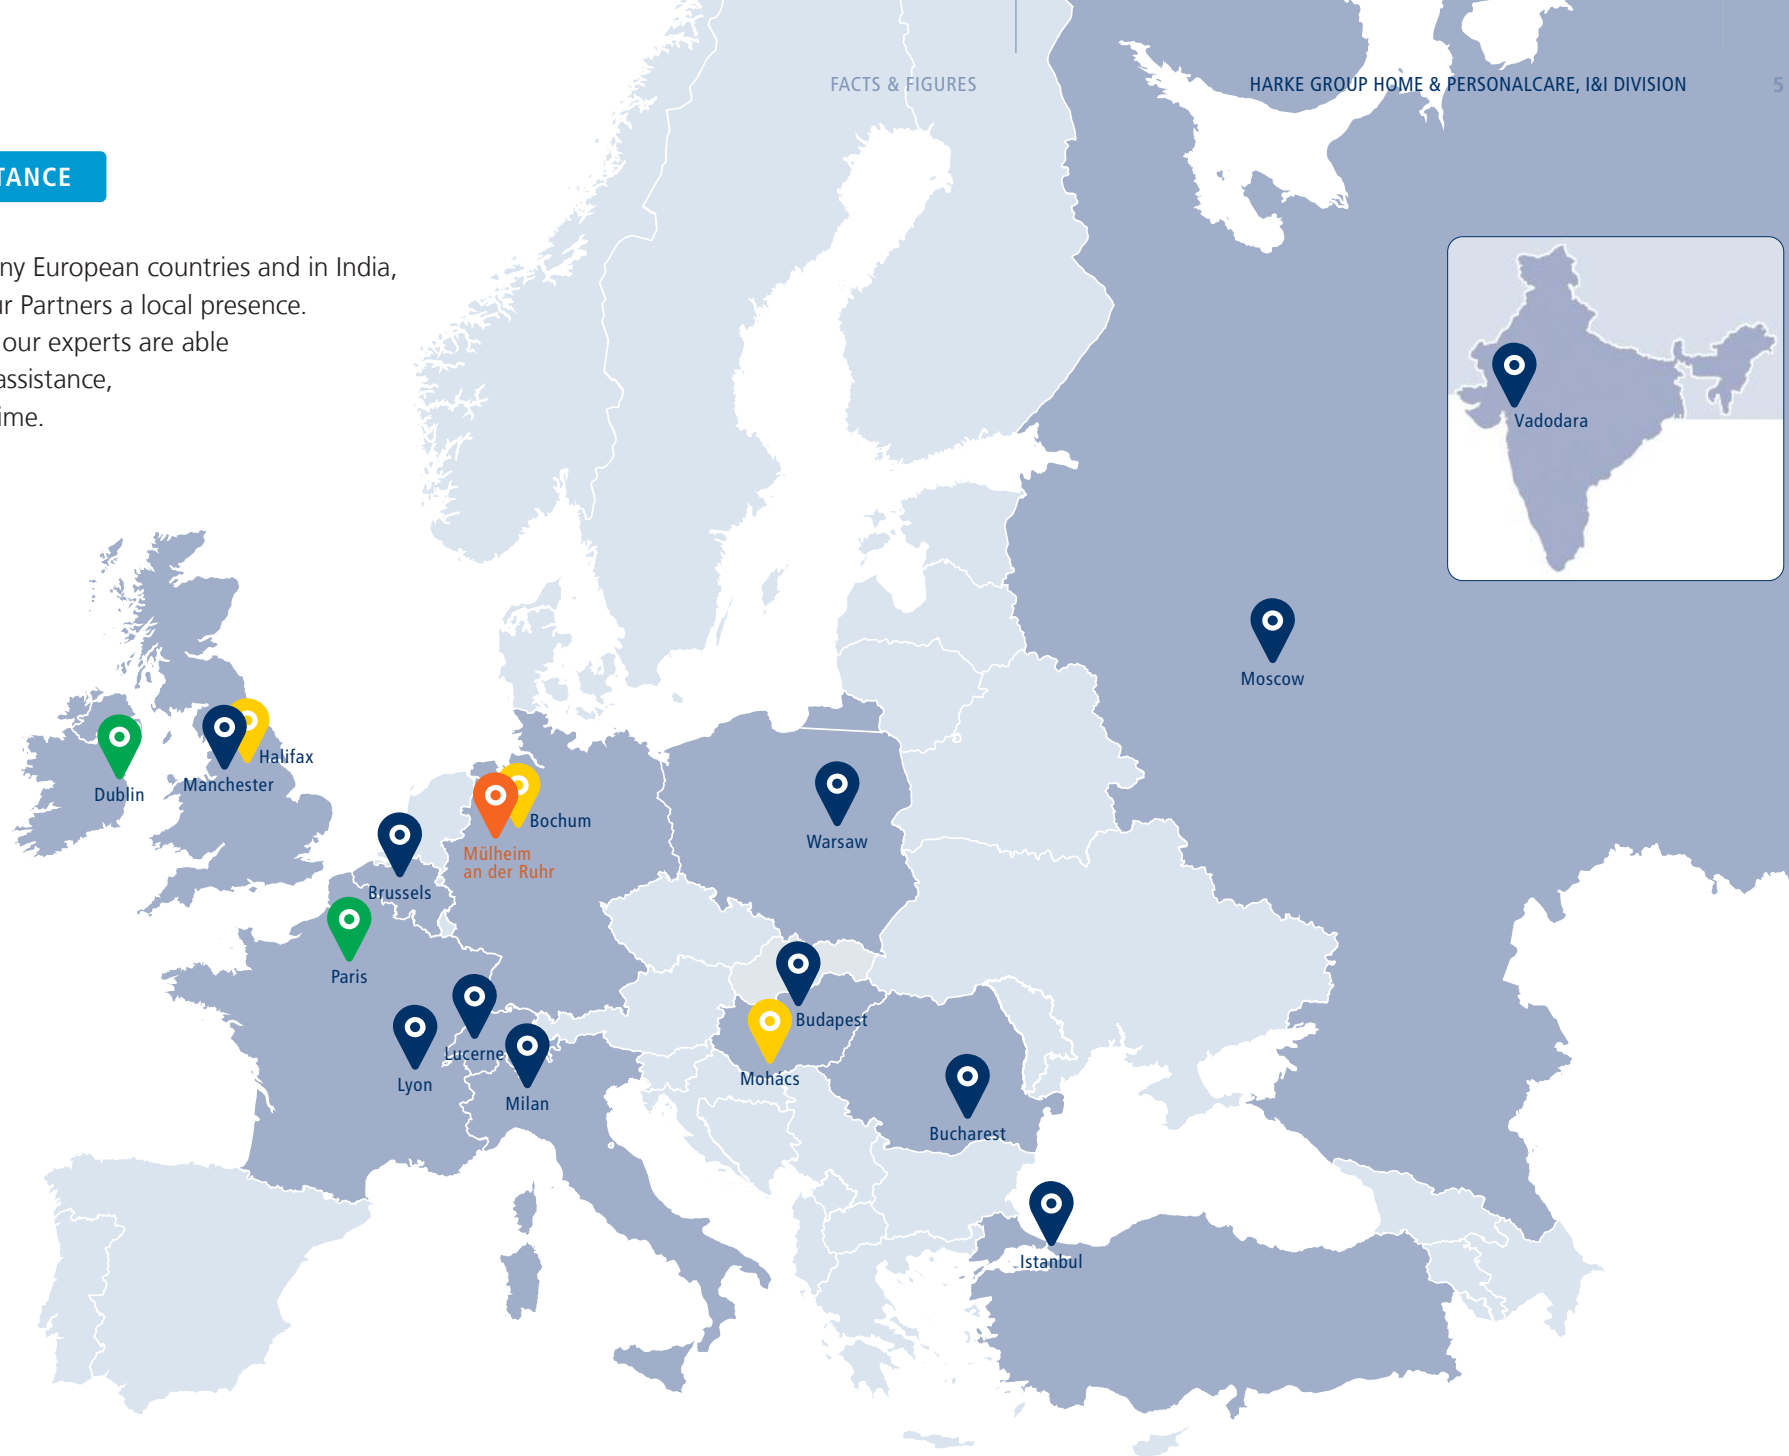 FACTS & FIGURES
HARKE GROUP HOME & PERSONALCARE, I&I DIVISION
5
TANCE
ny European countries and in India,
ur Partners a local presence.
our experts are able
assistance,
ime.
Vadodara
Moscow
Halifax
Manchester
Dublin
Bochum
Mülheim
an der Ruhr
Warsaw
Brussels
Paris
Budapest
Lucerne
Lyon
Milan
Mohács
Bucharest
Istanbul